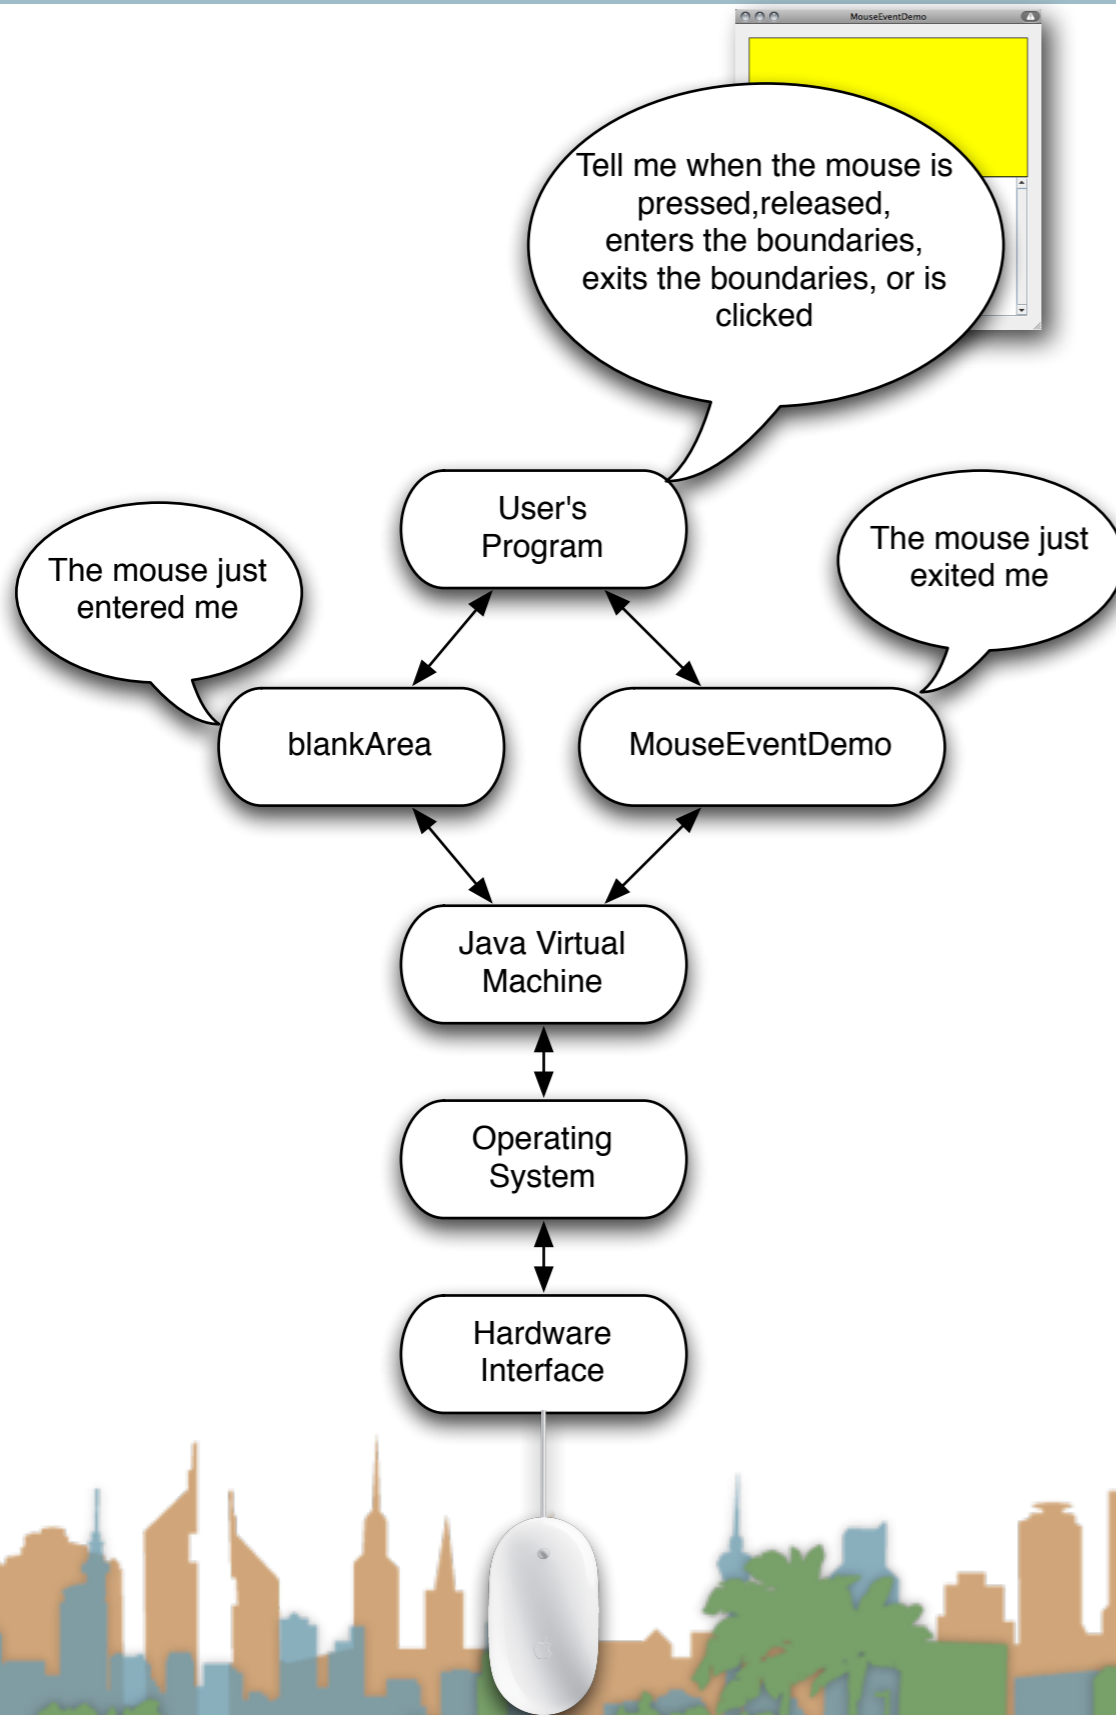 MouseEventDemo
Tell me when the mouse is
pressed,released,
enters the boundaries,
exits the boundaries, or is
clicked
User's
Program
The mouse just
entered me
The mouse just
exited me
blankArea
MouseEventDemo
Java Virtual
Machine
Operating
System
Hardware
Interface